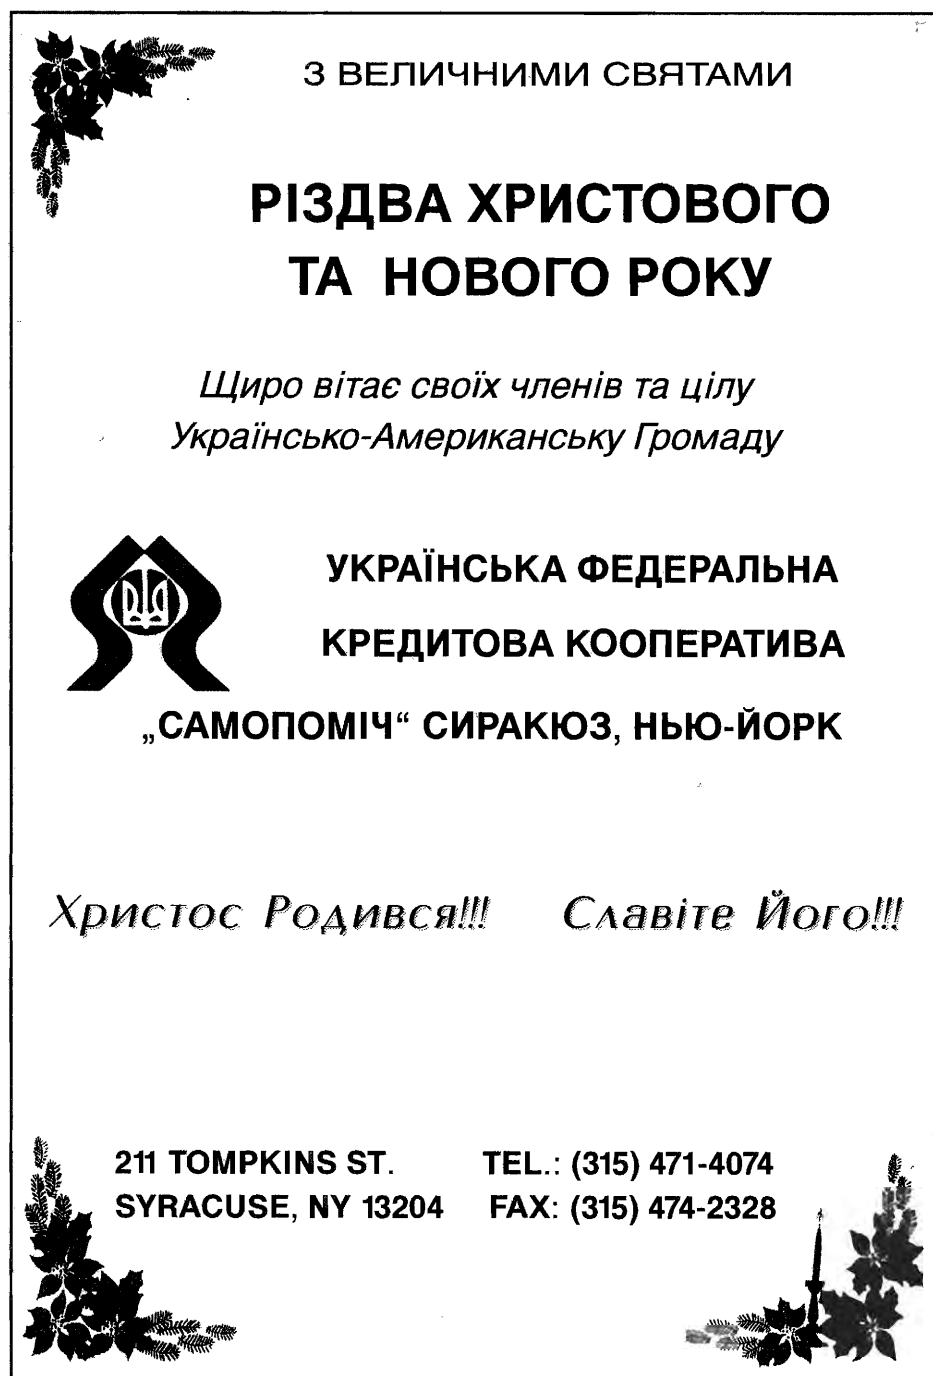 З ВЕЛИЧНИМИ СВЯТАМИ
РІЗДВА ХРИСТОВОГО
ТА НОВОГО РОКУ
Щиро вітає своїх членів та цілу
Українсько-Американську Громаду
УКРАЇНСЬКА ФЕДЕРАЛЬНА
КРЕДИТОВА КООПЕРАТИВА
„САМОПОМІЧ“ СИРАКЮЗ, НЬЮ-ЙОРК
Христос Родився!!! Славіте Його!!!
211 TOMPKINS ST. TEL.: (315) 471-4074
SYRACUSE, NY 13204 FAX: (315) 474-2328